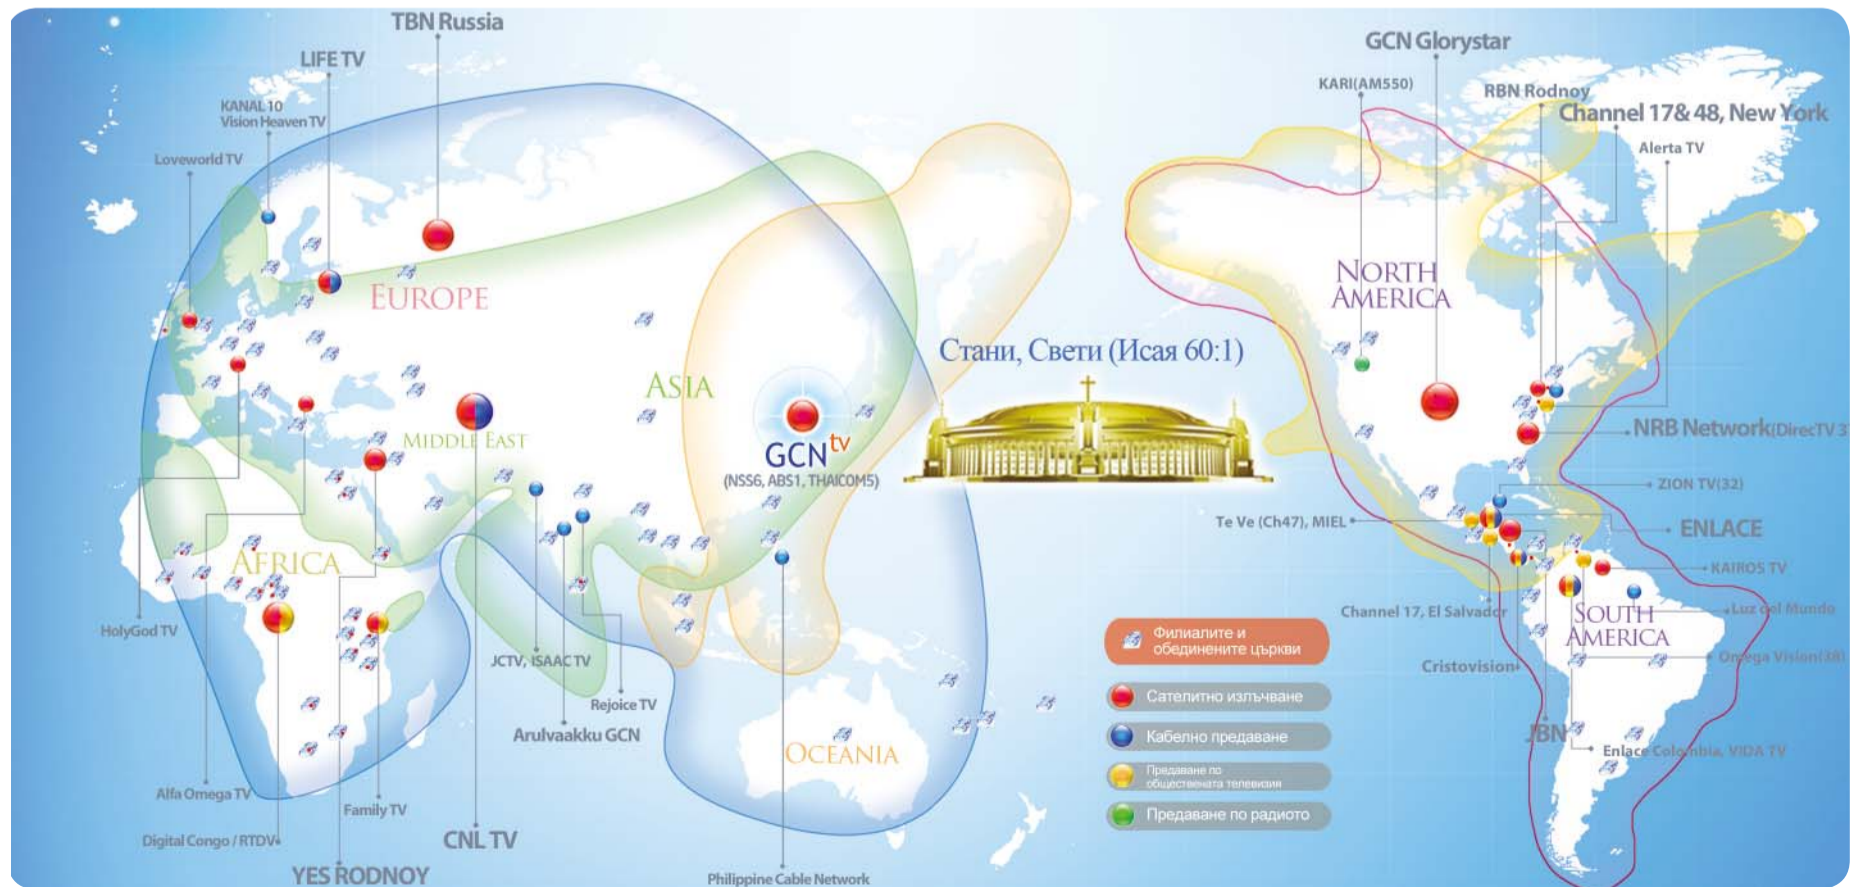 TBN Russia
LIFE TV
KANAL 10
Vision Heaven TV
Loveworld TV
GCN Glorystar
KARI(AM550)
RBN Rodnoy
Channel 17& 48, New York
Alerta TV
EUROPE
ASIA
MIDDLE EAST
AFRICA
OCEANIA
NORTH
AMERICA
SOUTH
AMERICA
Стани, Свети (Исая 60:1)
GCN tv
(NSS6, ABS1, THAICOM5)
NRB Network(DirecTV 3
ZION TV(32)
Te Ve (Ch47), MIEL
ENLACE
KAIROS TV
Channel 17, El Salvador
Luz del Mundo
Cristovision
Omega Vision(48)
JBN
Enlace Colombia, VIDA TV
HolyGod TV
JCTV, ISAAC TV
Rejoice TV
Arulvaakku GCN
Alfa Omega TV
Family TV
Digital Congo / RTDV
CNL TV
YES RODNOY
Philippine Cable Network
Филиалите и
обединените църкви
Сателитно излъчване
Кабелно предаване
Предаване по
обществената телевизия
Предаване по радиото